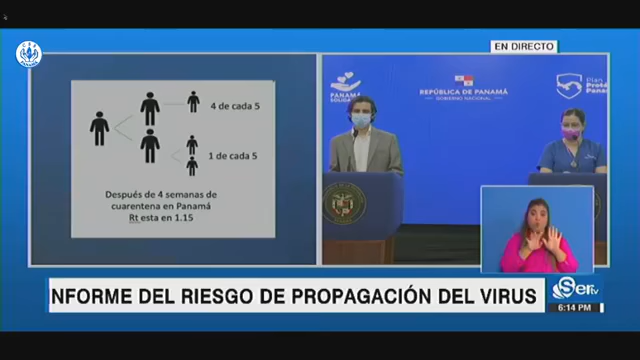 EN DIRECTO
4 de cada 5
1 de cada 5
Después de 4 semanas de
cuarentena en Panamá
Rt esta en 1.15
PANAMÁ
REPÚBLICA DE PANAMÁ
GOBIERNO NACIONAL
Plan
NFORME DEL RIESGO DE PROPAGACIÓN DEL VIRUS
Ser tv
6:14 PM